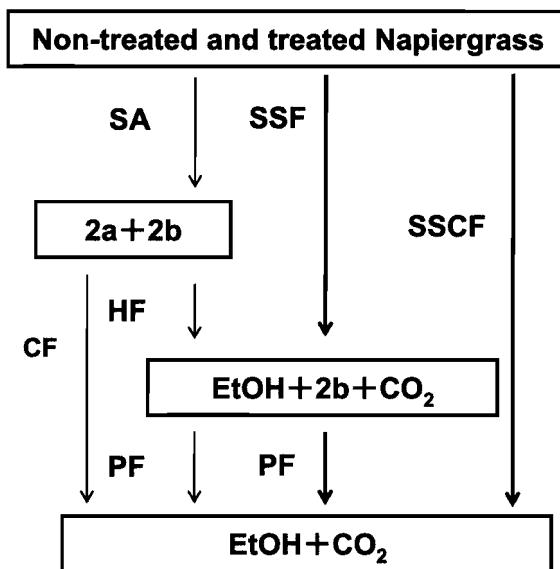 Non-treated and treated Napiergrass
SA
SSF
SSCF
2a+2b
HF
CF
EtOH+2b+CO₂
PF
PF
EtOH+CO₂